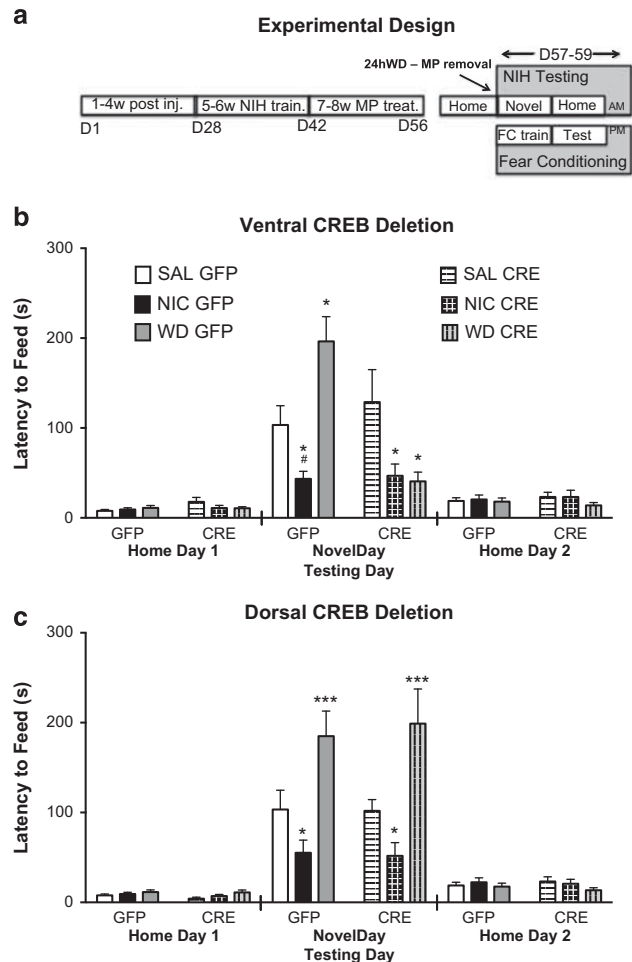 a
Experimental Design
24hWD – MP removal
D57-59
NIH Testing
1-4w post inj.
5-6w NIH train.
7-8w MP treat.
Home
Novel
Home
AM
D1
D28
D42
D56
FC train
Test
PM
Fear Conditioning
b
Ventral CREB Deletion
Latency to Feed (s)
300
200
100
0
SAL GFP
NIC GFP
WD GFP
SAL CRE
NIC CRE
WD CRE
*
#
*
*
*
GFP
CRE
GFP
CRE
GFP
CRE
Home Day 1
NovelDay
Home Day 2
Testing Day
c
Dorsal CREB Deletion
Latency to Feed (s)
300
200
100
0
*
***
*
***
GFP
CRE
GFP
CRE
GFP
CRE
Home Day 1
NovelDay
Home Day 2
Testing Day